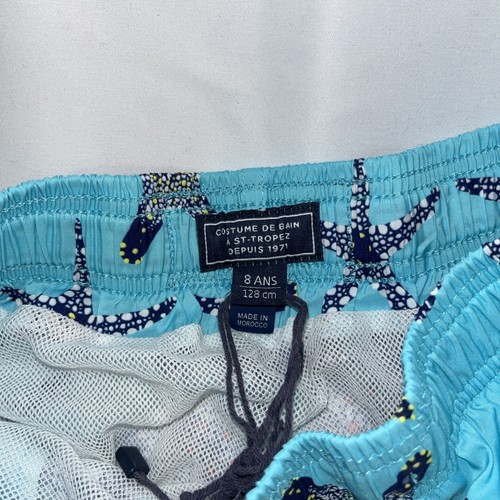 COSTUME DE BAIN
A ST-TROPEZ
DEPUIS 1971
8 ANS
128 cm
MADE IN
MOROCCO